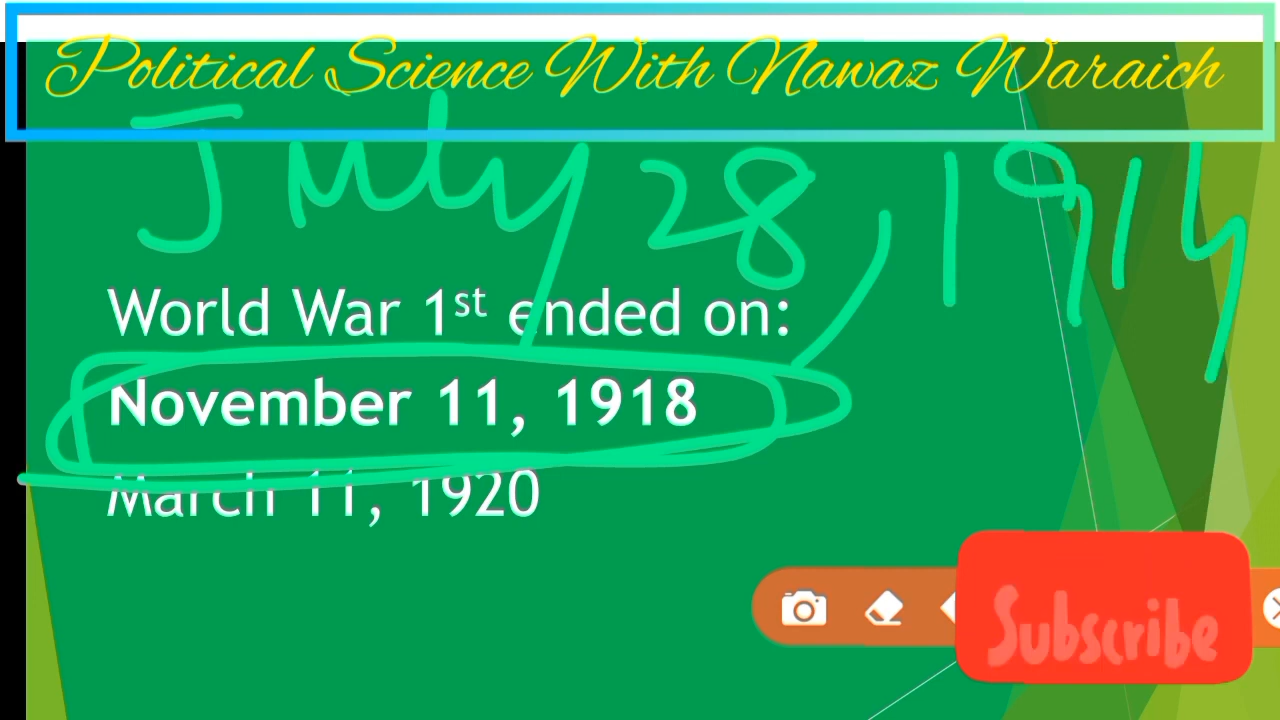 Political Science With Nawaz Waraich
July 28, 1914
World War 1st ended on:
November 11, 1918
March 11, 1920
Subscribe